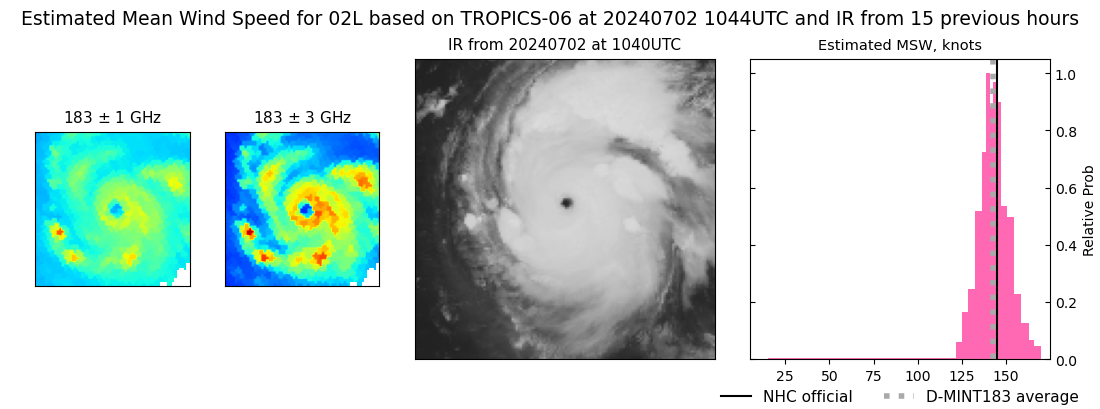 Estimated Mean Wind Speed for 02L based on TROPICS-06 at 20240702 1044UTC and IR from 15 previous hours
183 ± 1 GHz
183 ± 3 GHz
IR from 20240702 at 1040UTC
Estimated MSW, knots
1.0
0.8
0.6
0.4
0.2
0.0
Relative Prob
25 50 75 100 125 150
NHC official
D-MINT183 average